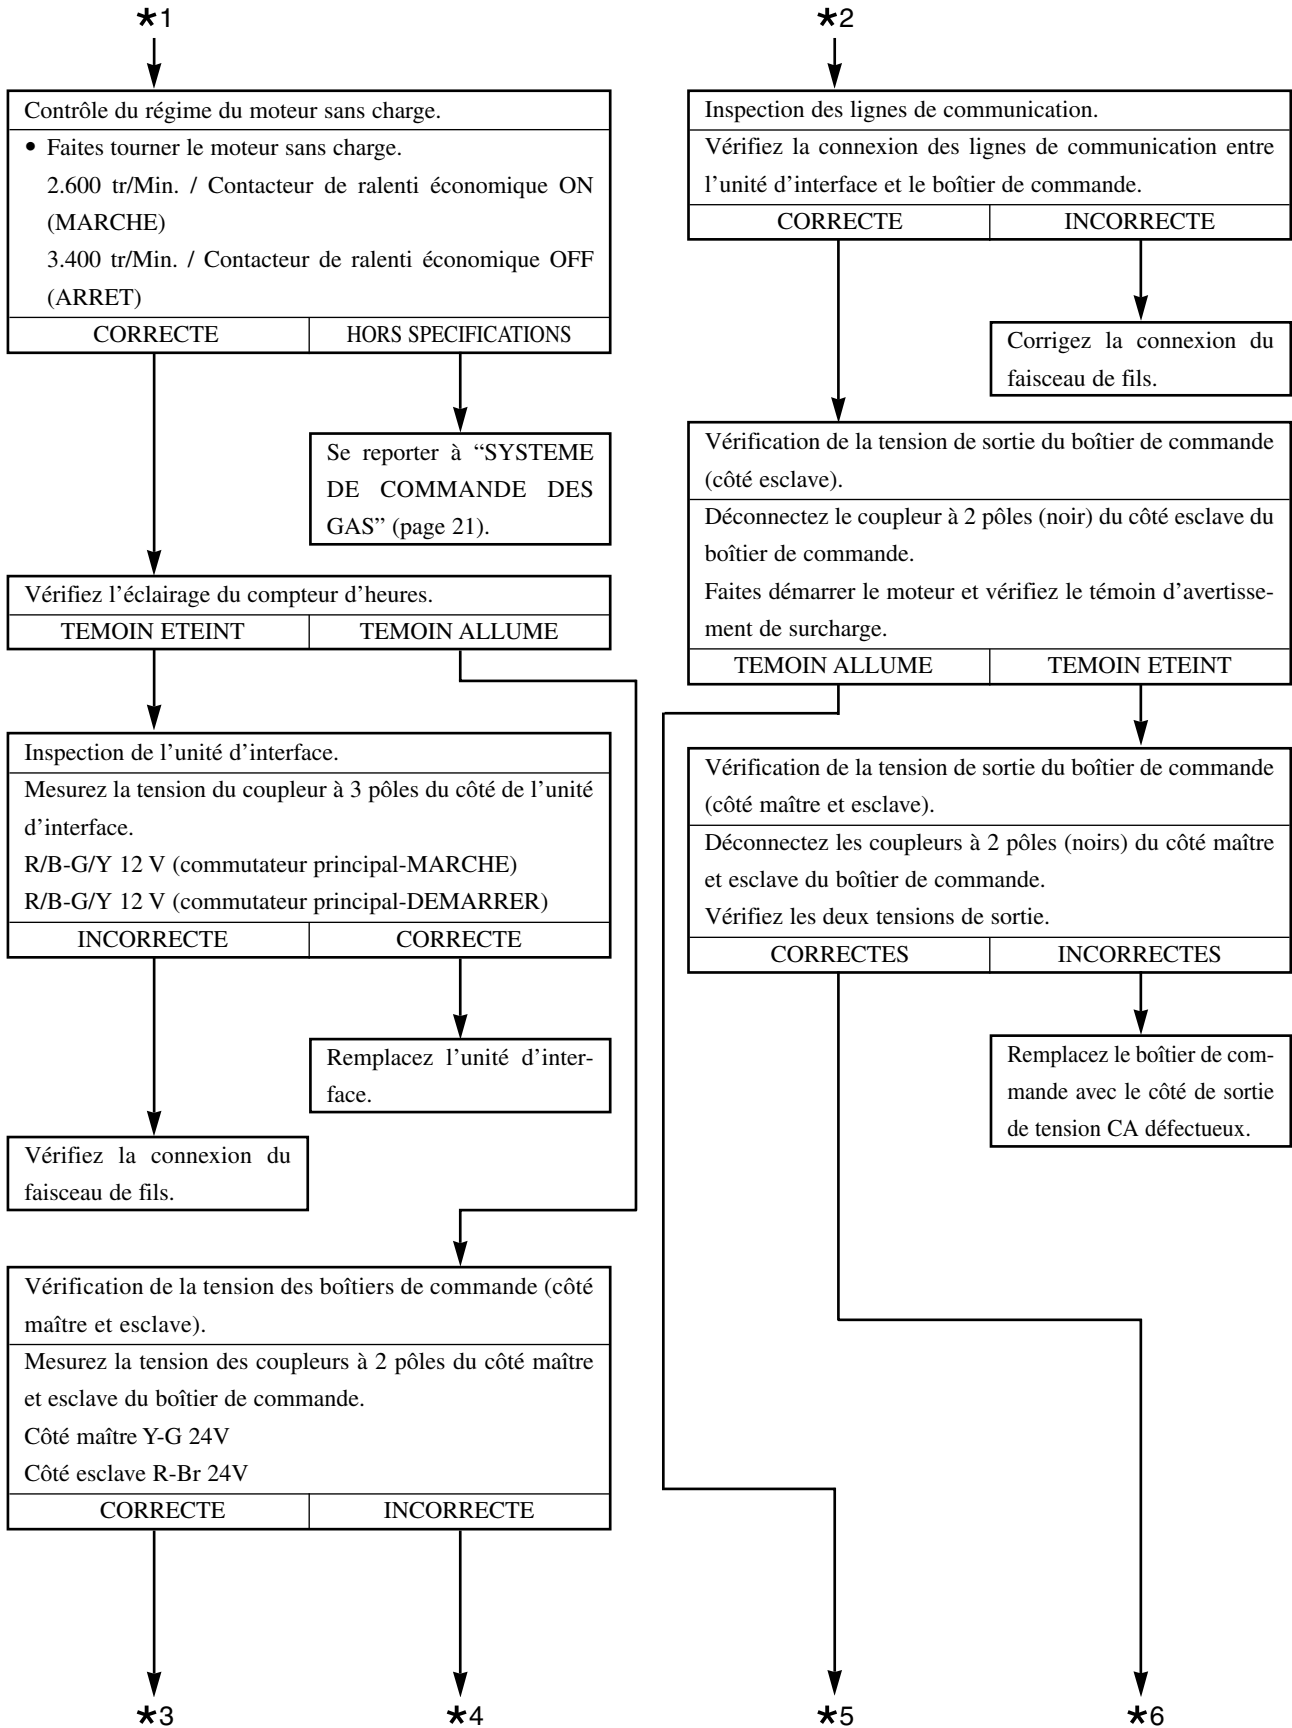 ★1
Contrôle du régime du moteur sans charge.
• Faites tourner le moteur sans charge.
2.600 tr/Min. / Contacteur de ralenti économique ON
(MARCHE)
3.400 tr/Min. / Contacteur de ralenti économique OFF
(ARRET)
CORRECTE
HORS SPECIFICATIONS
Se reporter à “SYSTEME
DE COMMANDE DES
GAS” (page 21).
Vérifiez l’éclairage du compteur d’heures.
TEMOIN ETEINT
TEMOIN ALLUME
Inspection de l’unité d’interface.
Mesurez la tension du coupleur à 3 pôles du côté de l’unité
d’interface.
R/B-G/Y 12 V (commutateur principal-MARCHE)
R/B-G/Y 12 V (commutateur principal-DEMARRER)
INCORRECTE
CORRECTE
Remplacez l’unité d’inter-
face.
Vérifiez la connexion du
faisceau de fils.
Vérification de la tension des boîtiers de commande (côté
maître et esclave).
Mesurez la tension des coupleurs à 2 pôles du côté maître
et esclave du boîtier de commande.
Côté maître Y-G 24V
Côté esclave R-Br 24V
CORRECTE
INCORRECTE
★3
★4
★2
Inspection des lignes de communication.
Vérifiez la connexion des lignes de communication entre
l’unité d’interface et le boîtier de commande.
CORRECTE
INCORRECTE
Corrigez la connexion du
faisceau de fils.
Vérification de la tension de sortie du boîtier de commande
(côté esclave).
Déconnectez le coupleur à 2 pôles (noir) du côté esclave du
boîtier de commande.
Faites démarrer le moteur et vérifiez le témoin d’avertisse-
ment de surcharge.
TEMOIN ALLUME
TEMOIN ETEINT
Vérification de la tension de sortie du boîtier de commande
(côté maître et esclave).
Déconnectez les coupleurs à 2 pôles (noirs) du côté maître
et esclave du boîtier de commande.
Vérifiez les deux tensions de sortie.
CORRECTES
INCORRECTES
Remplacez le boîtier de com-
mande avec le côté de sortie
de tension CA défectueux.
★5
★6